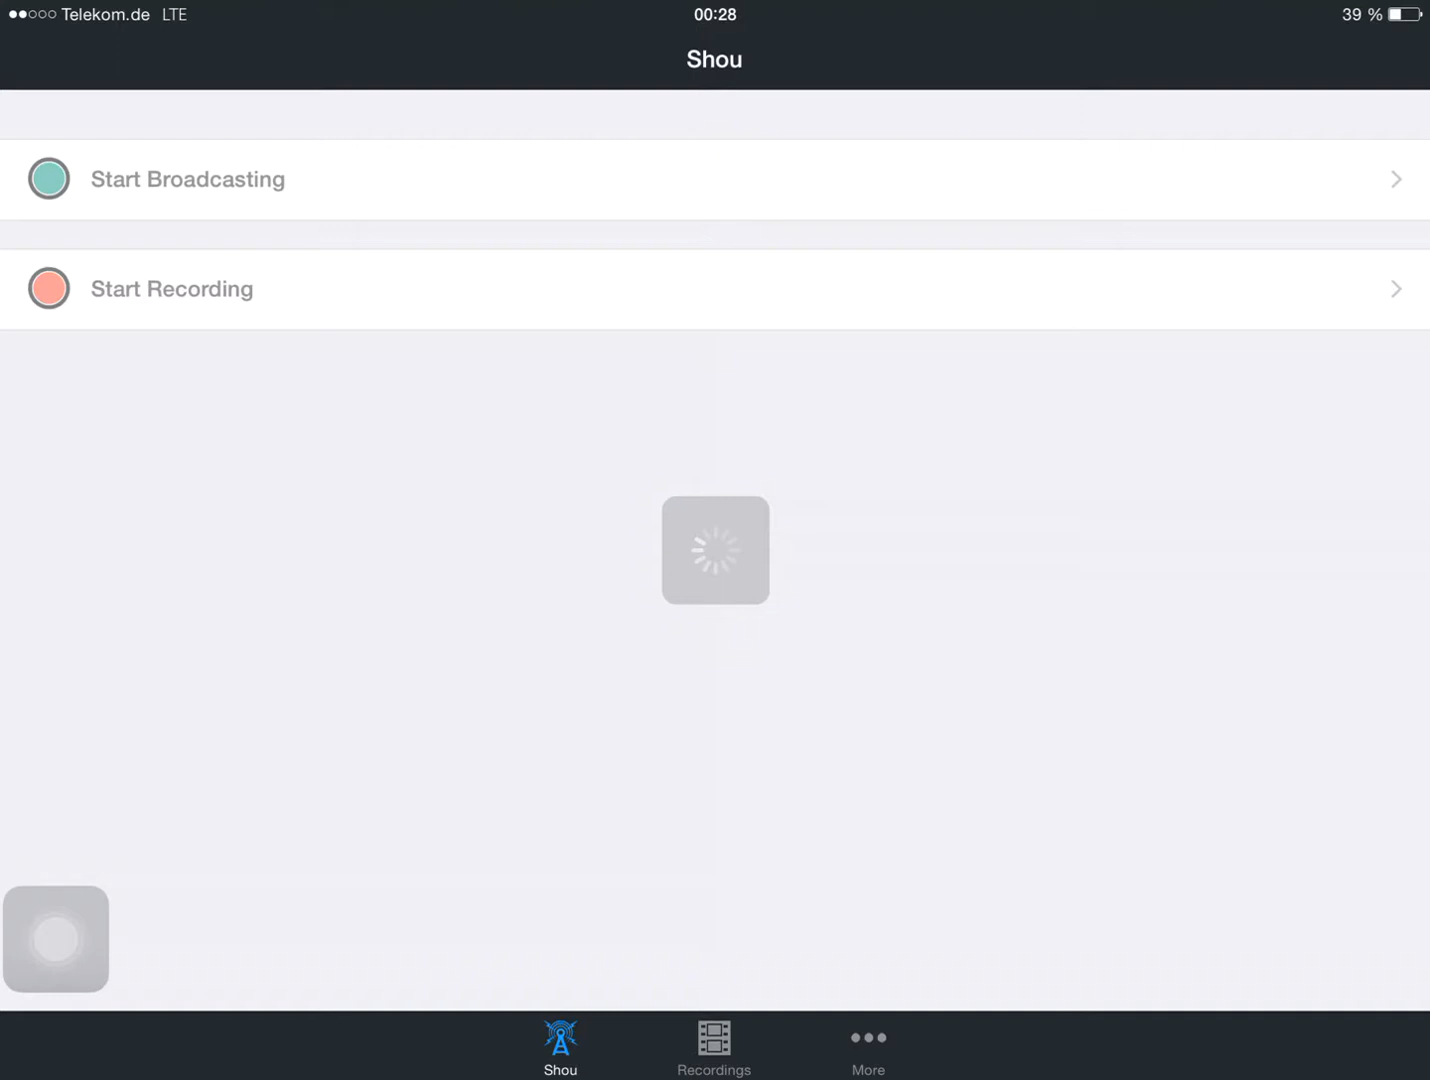 Telekom.de LTE 00:28 39 %
Shou
Start Broadcasting
Start Recording
Shou Recordings More